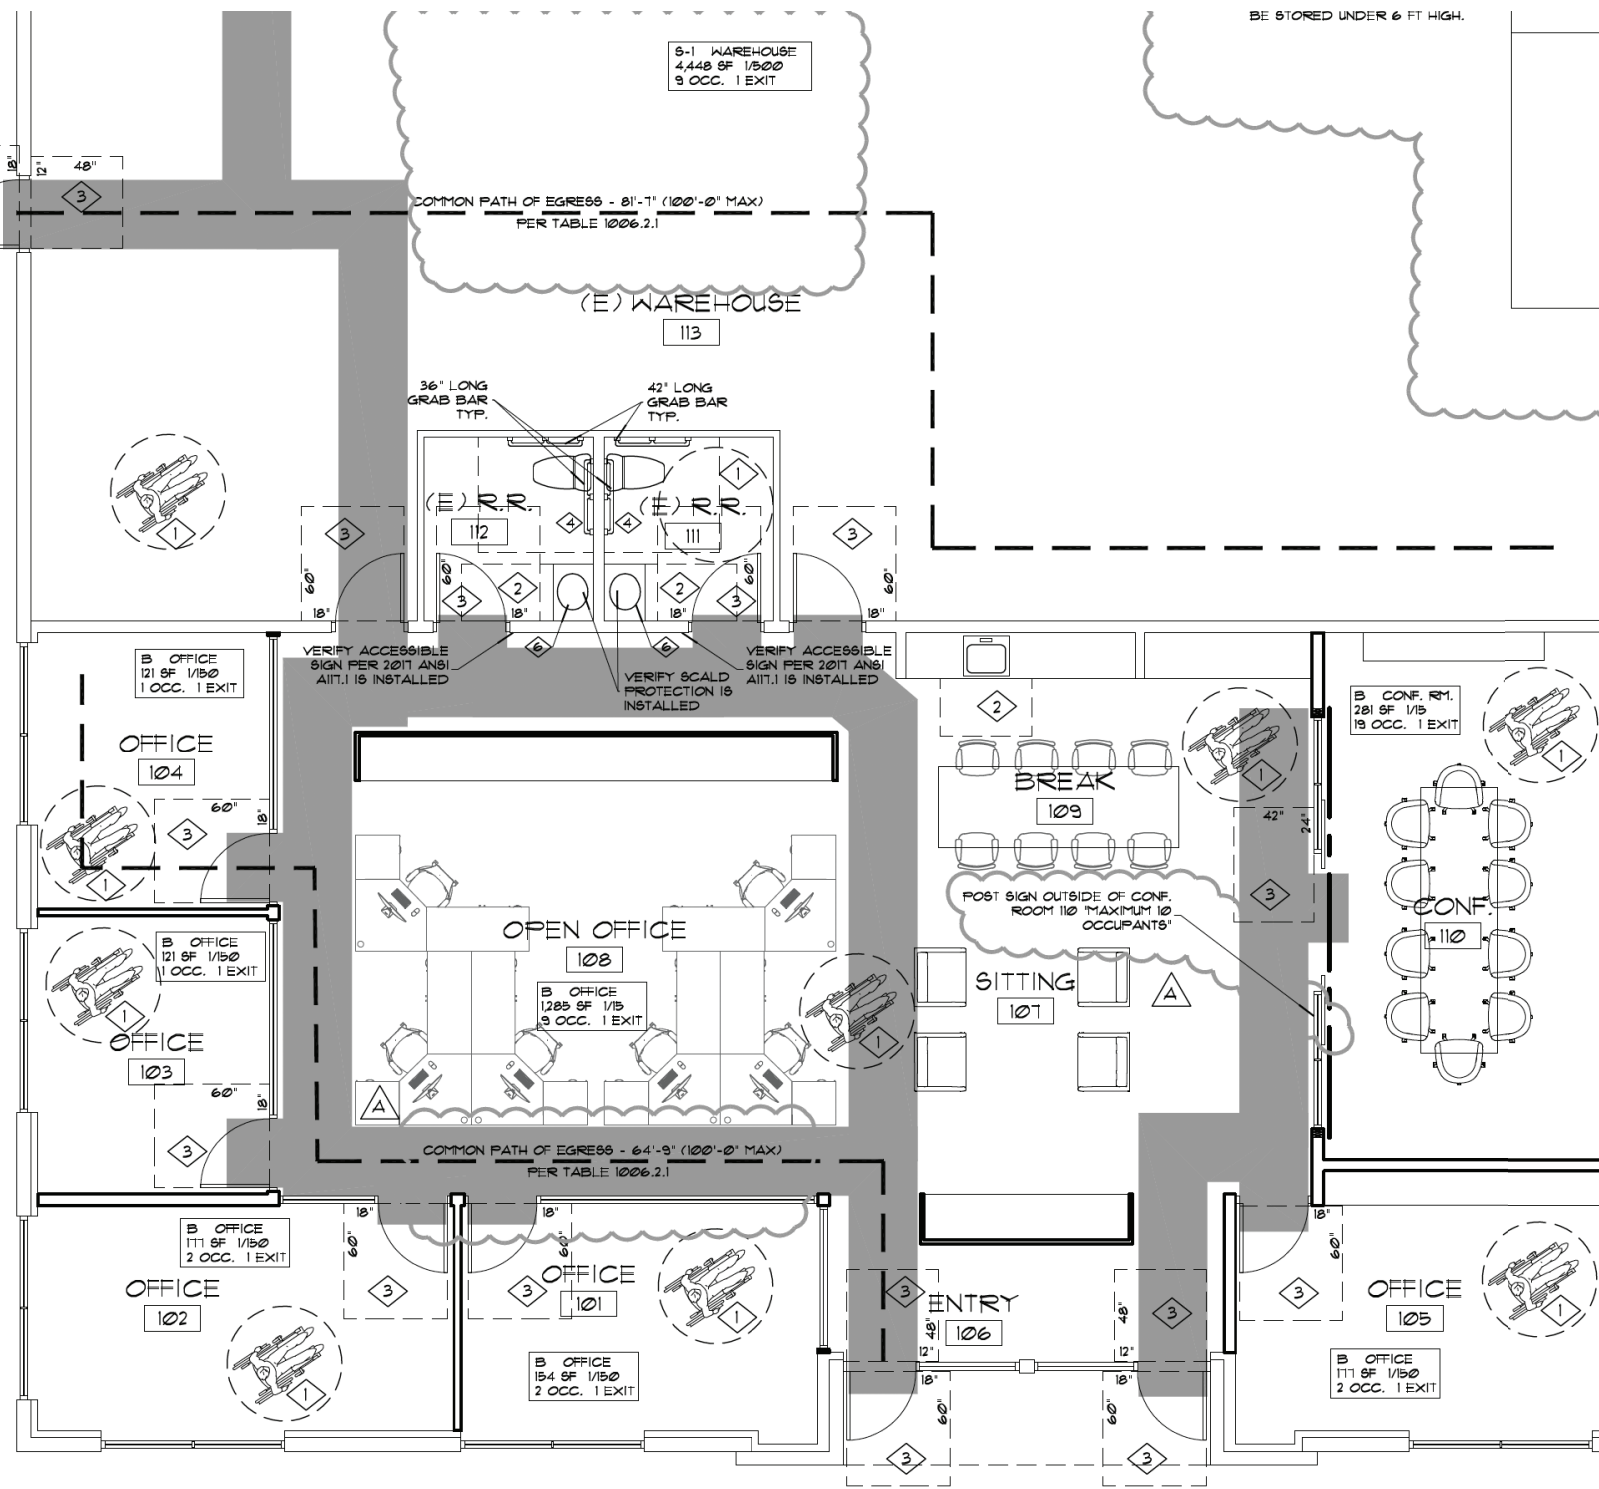 BE STORED UNDER 6 FT HIGH.
S-1 WAREHOUSE
4,448 SF 1/500
9 OCC. 1 EXIT
18"
12"
48"
3
COMMON PATH OF EGRESS - 81'-7" (100'-0" MAX)
PER TABLE 1006.2.1
(E) WAREHOUSE
113
36" LONG
GRAB BAR
TYP.
42" LONG
GRAB BAR
TYP.
1
1
(E) R.R.
112
(E) R.R.
111
4
4
3
3
60"
60"
60"
60"
3
2
2
3
18"
18"
18"
18"
6
6
VERIFY ACCESSIBLE
SIGN PER 2017 ANSI
A117.1 IS INSTALLED
VERIFY SCALD
PROTECTION IS
INSTALLED
VERIFY ACCESSIBLE
SIGN PER 2017 ANSI
A117.1 IS INSTALLED
B OFFICE
121 SF 1/150
1 OCC. 1 EXIT
OFFICE
104
60"
18"
3
1
2
BREAK
109
1
42"
24"
3
B CONF. RM.
281 SF 1/15
19 OCC. 1 EXIT
1
CONF.
110
POST SIGN OUTSIDE OF CONF.
ROOM 110 "MAXIMUM 10
OCCUPANTS"
OPEN OFFICE
108
B OFFICE
1,285 SF 1/15
9 OCC. 1 EXIT
1
SITTING
107
A
B OFFICE
121 SF 1/150
1 OCC. 1 EXIT
1
OFFICE
103
60"
18"
3
A
COMMON PATH OF EGRESS - 64'-9" (100'-0" MAX)
PER TABLE 1006.2.1
B OFFICE
177 SF 1/150
2 OCC. 1 EXIT
OFFICE
102
1
18"
60"
3
18"
60"
3
OFFICE
101
1
B OFFICE
154 SF 1/150
2 OCC. 1 EXIT
3
ENTRY
106
48"
12"
3
48"
12"
18"
60"
3
18"
60"
3
18"
60"
3
OFFICE
105
1
B OFFICE
177 SF 1/150
2 OCC. 1 EXIT